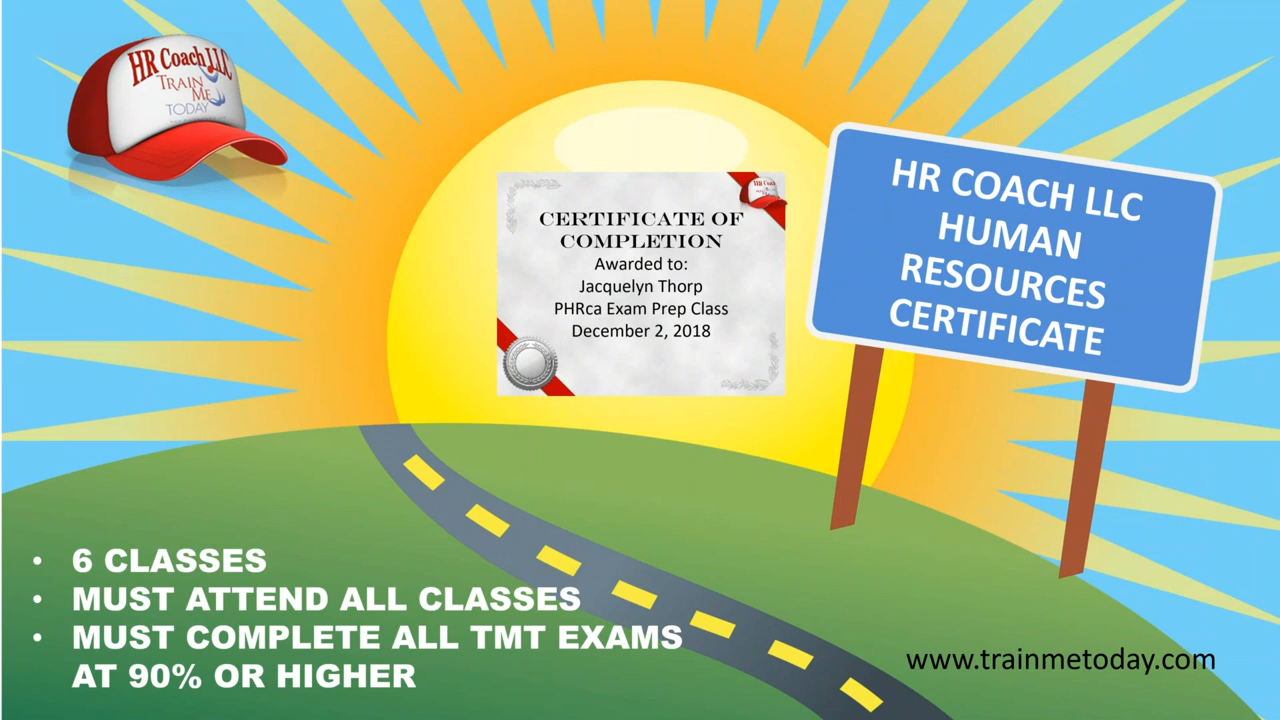 HR Coach LLC
TRAIN
ME
TODAY
HR Coach
CERTIFICATE OF
COMPLETION
Awarded to:
Jacquelyn Thorp
PHRca Exam Prep Class
December 2, 2018
HR COACH LLC
HUMAN
RESOURCES
CERTIFICATE
• 6 CLASSES
• MUST ATTEND ALL CLASSES
• MUST COMPLETE ALL TMT EXAMS
AT 90% OR HIGHER
www.trainmetoday.com